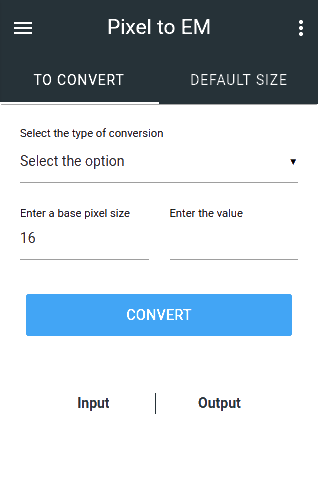 Pixel to EM
TO CONVERT DEFAULT SIZE
Select the type of conversion
Select the option
Enter a base pixel size Enter the value
16
CONVERT
Input Output